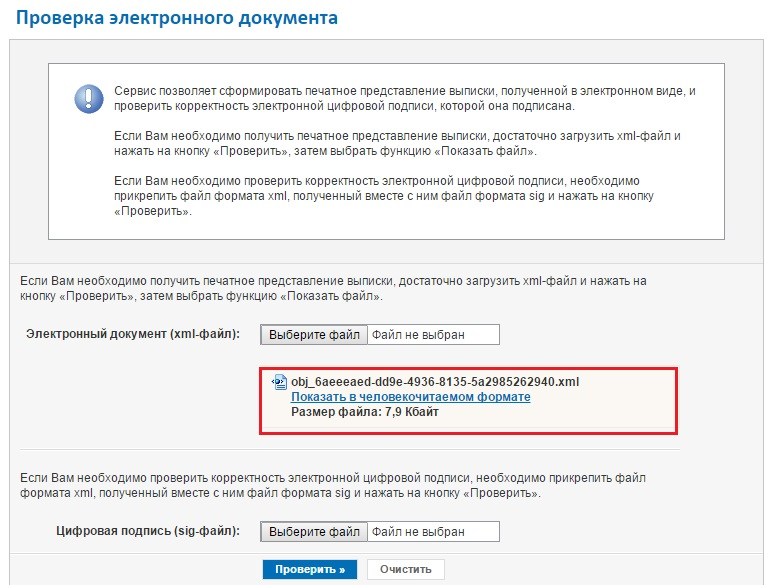 Проверка электронного документа
Сервис позволяет сформировать печатное представление выписки, полученной в электронном виде, и
проверить корректность электронной цифровой подписи, которой она подписана.
Если Вам необходимо получить печатное представление выписки, достаточно загрузить xml-файл и
нажать на кнопку «Проверить», затем выбрать функцию «Показать файл».
Если Вам необходимо проверить корректность электронной цифровой подписи, необходимо
прикрепить файл формата xml, полученный вместе с ним файл формата sig и нажать на кнопку
«Проверить».
Если Вам необходимо получить печатное представление выписки, достаточно загрузить xml-файл и нажать на
кнопку «Проверить», затем выбрать функцию «Показать файл».
Электронный документ (xml-файл): Выберите файл Файл не выбран
obj_6aeeeaed-dd9e-4936-8135-5a2985262940.xml
Показать в человекочитаемом формате
Размер файла: 7,9 Кбайт
Если Вам необходимо проверить корректность электронной цифровой подписи, необходимо прикрепить файл
формата xml, полученный вместе с ним файл формата sig и нажать на кнопку «Проверить».
Цифровая подпись (sig-файл): Выберите файл Файл не выбран
Проверить » Очистить